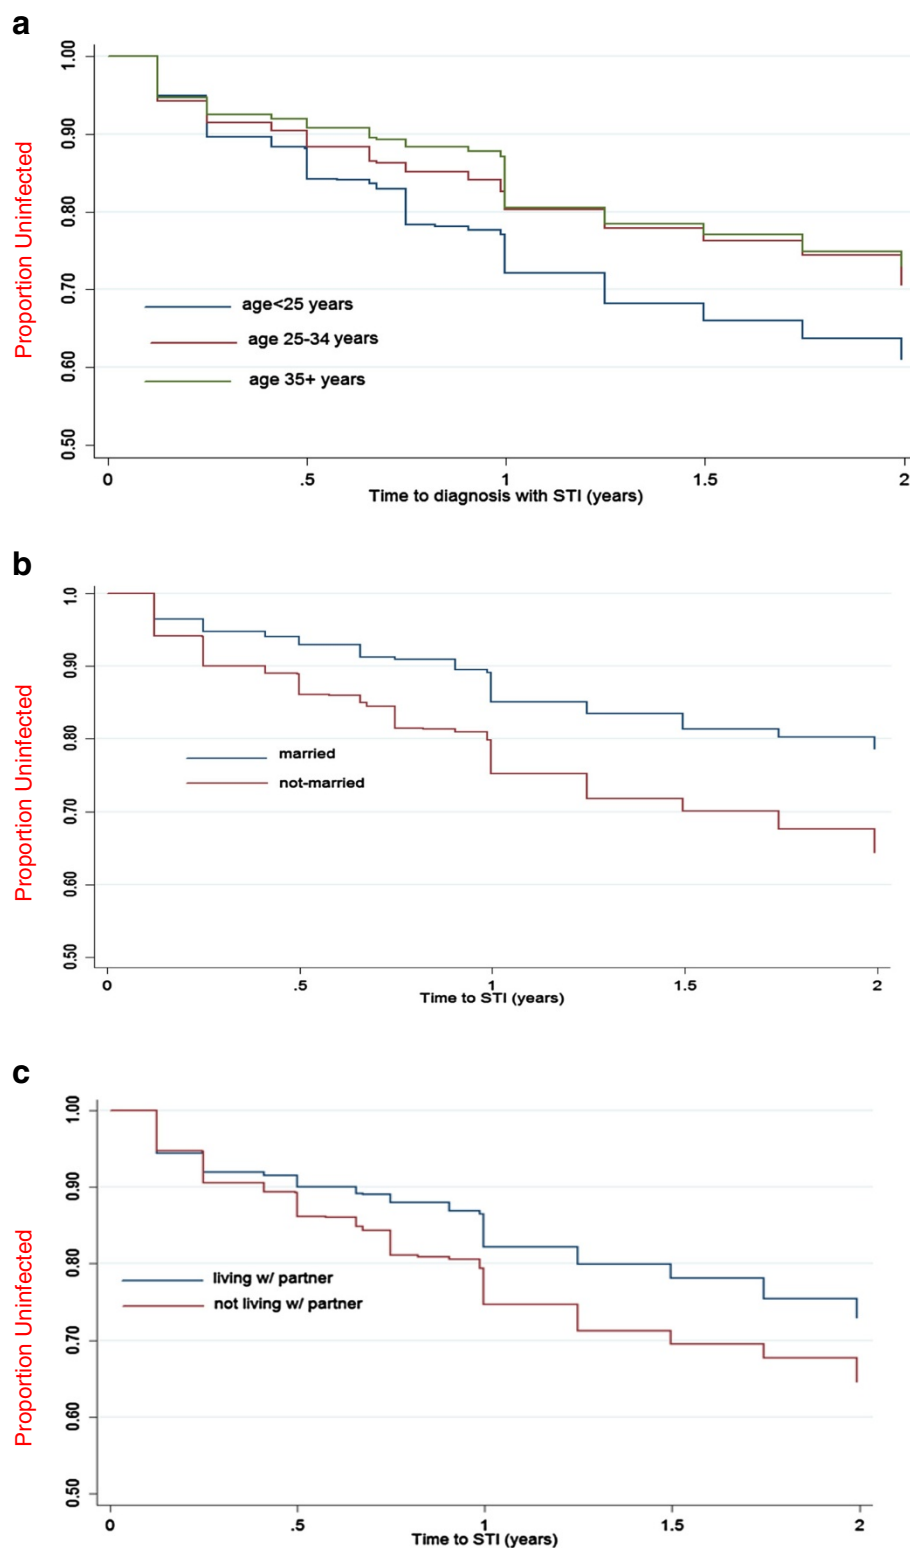 a
Proportion Uninfected
1.00
0.90
0.80
0.70
0.60
0.50
age<25 years
age 25-34 years
age 35+ years
0 .5 1 1.5 2
Time to diagnosis with STI (years)
b
Proportion Uninfected
1.0
0.90
0.80
0.70
0.60
0.50
married
not-married
0 .5 1 1.5 2
Time to STI (years)
c
Proportion Uninfected
1.00
0.90
0.80
0.70
0.60
0.50
living w/ partner
not living w/ partner
0 .5 1 1.5 2
Time to STI (years)